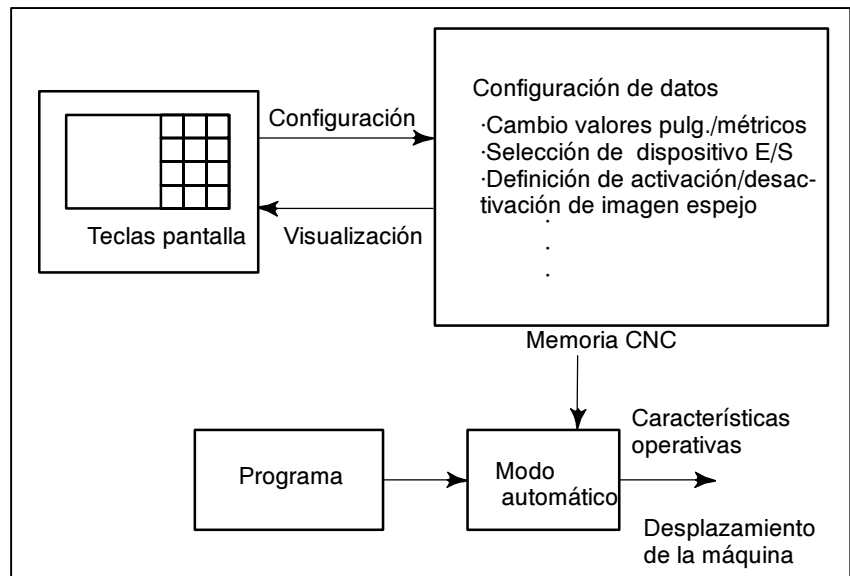 Configuración de datos
·Cambio valores pulg./métricos
·Selección de dispositivo E/S
·Definición de activación/desac-
tivación de imagen espejo
.
.
.
Configuración
Teclas pantalla
Visualización
Memoria CNC
Programa
Modo
automático
Características
operativas
Desplazamiento
de la máquina